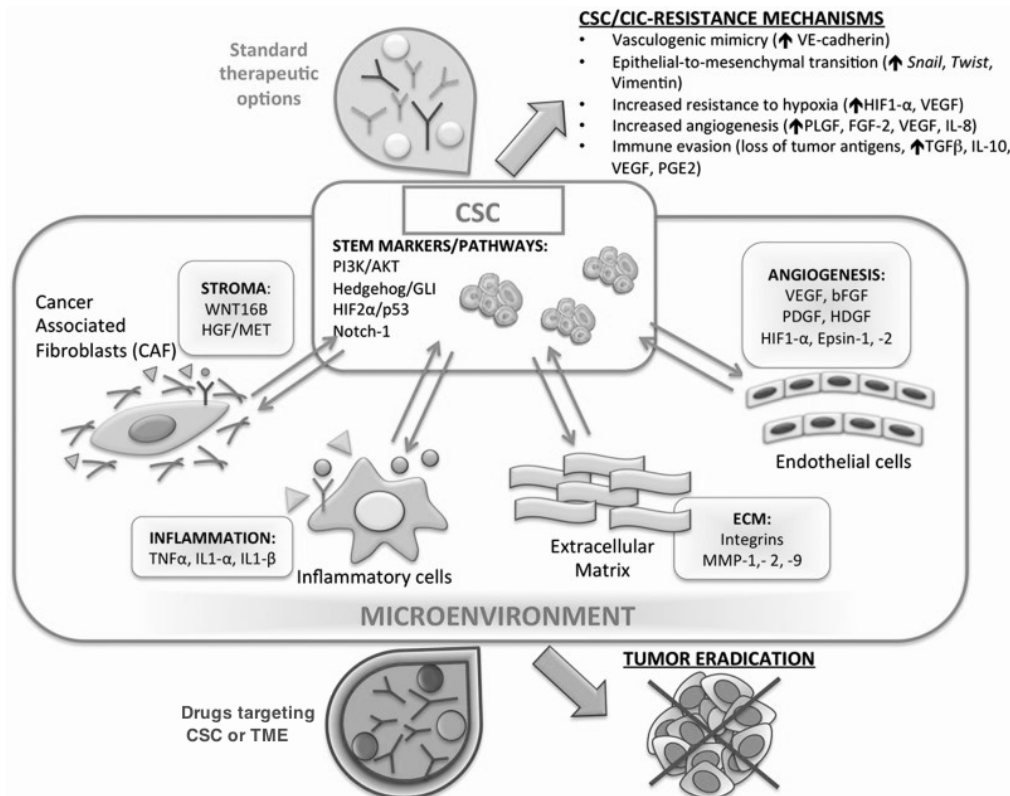 Standard
therapeutic
options
CSC/CIC-RESISTANCE MECHANISMS
• Vasculogenic mimicry (↑ VE-cadherin)
• Epithelial-to-mesenchymal transition (↑ Snail, Twist,
Vimentin)
• Increased resistance to hypoxia (↑HIF1-α, VEGF)
• Increased angiogenesis (↑PLGF, FGF-2, VEGF, IL-8)
• Immune evasion (loss of tumor antigens, ↑TGFβ, IL-10,
VEGF, PGE2)
CSC
STEM MARKERS/PATHWAYS:
PI3K/AKT
Hedgehog/GLI
HIF2α/p53
Notch-1
Cancer
Associated
Fibroblasts (CAF)
STROMA:
WNT16B
HGF/MET
ANGIOGENESIS:
VEGF, bFGF
PDGF, HDGF
HIF1-α, Epsin-1, -2
Endothelial cells
INFLAMMATION:
TNFα, IL1-α, IL1-β
Inflammatory cells
Extracellular
Matrix
ECM:
Integrins
MMP-1,- 2, -9
MICROENVIRONMENT
Drugs targeting
CSC or TME
TUMOR ERADICATION